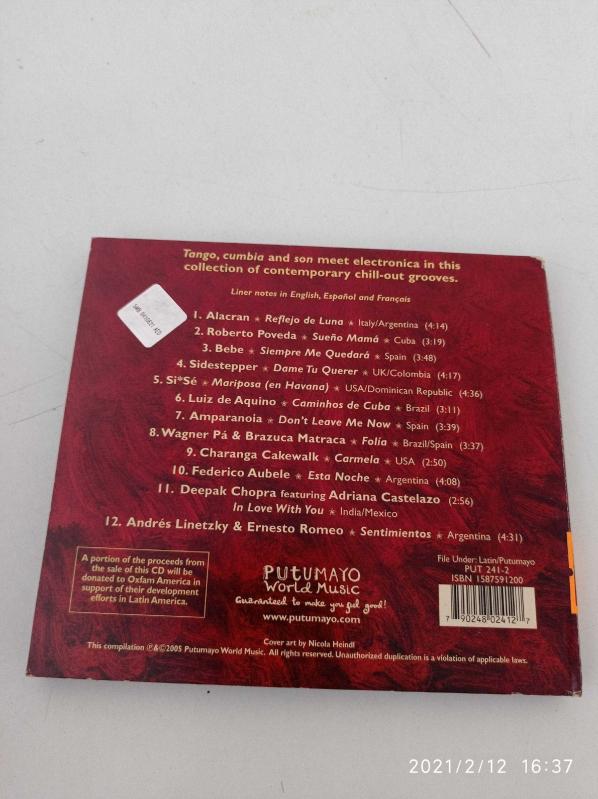 Tango, cumbia and son meet electronica in this
collection of contemporary chill-out grooves.
Liner notes in English, Español and Français
1. Alacran ★ Reflejo de Luna ★ Italy/Argentina (4:14)
2. Roberto Poveda ★ Sueño Mamá ★ Cuba (3:19)
3. Bebe ★ Siempre Me Quedará ★ Spain (3:48)
4. Sidestepper ★ Dame Tu Querer ★ UK/Colombia (4:17)
5. Si*Sé ★ Mariposa (en Havana) ★ USA/Dominican Republic (4:36)
6. Luiz de Aquino ★ Caminhos de Cuba ★ Brazil (3:11)
7. Amparanoia ★ Don't Leave Me Now ★ Spain (3:39)
8. Wagner Pá & Brazuca Matraca ★ Folía ★ Brazil/Spain (3:37)
9. Charanga Cakewalk ★ Carmela ★ USA (2:50)
10. Federico Aubele ★ Esta Noche ★ Argentina (4:08)
11. Deepak Chopra featuring Adriana Castelazo (2:56)
In Love With You ★ India/Mexico
12. Andrés Linetzky & Ernesto Romeo ★ Sentimientos ★ Argentina (4:31)
A portion of the proceeds from
the sale of this CD will be
donated to Oxfam America in
support of their development
efforts in Latin America.
PUTUMAYO
World Music
Guaranteed to make you feel good!
www.putumayo.com
File Under: Latin/Putumayo
PUT 241-2
ISBN 1587591200
7 90248 02412 7
Cover art by Nicola Heindl
This compilation ℗&©2005 Putumayo World Music. All rights reserved. Unauthorized duplication is a violation of applicable laws.
2021/2/12 16:37